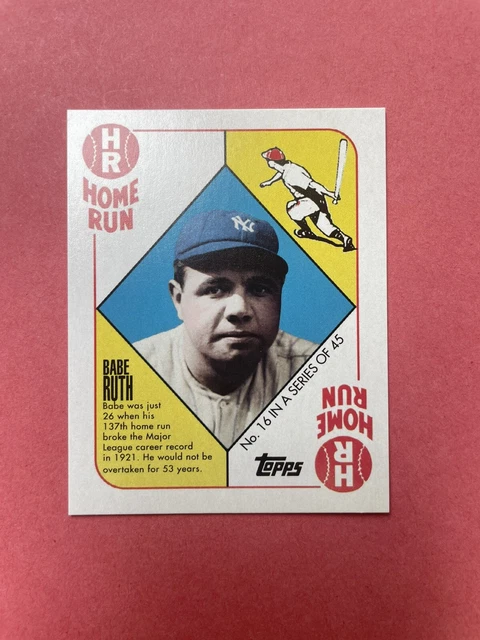 HR
HOME
RUN
NY
BABE
RUTH
Babe was just
26 when his
137th home run
broke the Major
League career record
in 1921. He would not be
overtaken for 53 years.
No. 16 IN A SERIES OF 45
Topps
HR
HOME
RUN